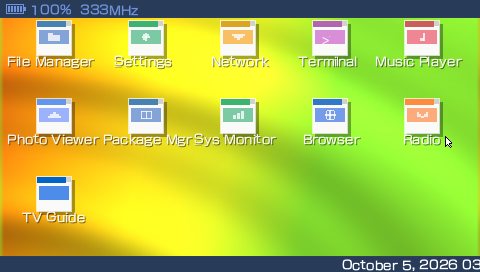 100% 333MHz
File Manager Settings Network Terminal Music Player
Photo Viewer Package Mgr Sys Monitor Browser Radio
TV Guide
October 5, 2026 03